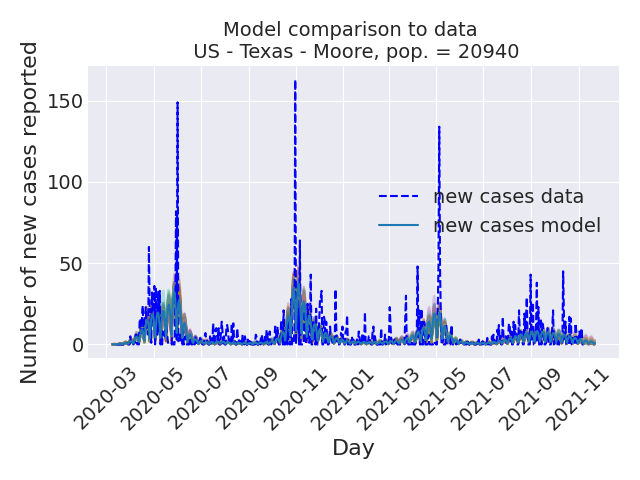 Model comparison to data
US - Texas - Moore, pop. = 20940
Number of new cases reported
150
100
50
0
new cases data
new cases model
2020-03
2020-05
2020-07
2020-09
2020-11
2021-01
2021-03
2021-05
2021-07
2021-09
2021-11
Day